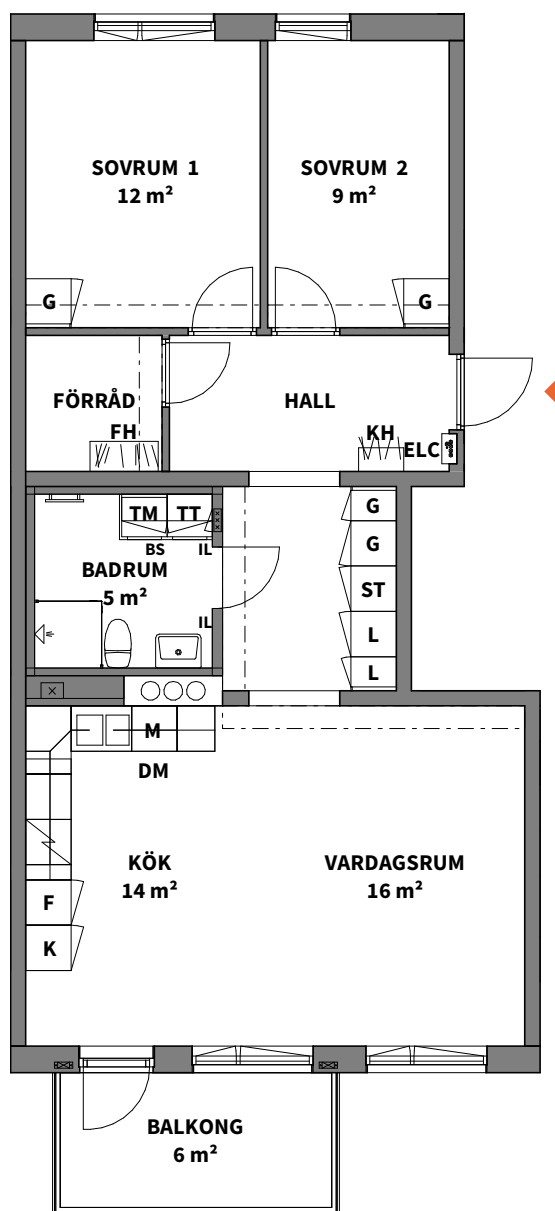 SOVRUM 1
12 m²
SOVRUM 2
9 m²
G
G
FÖRRÅD
FH
HALL
KH
ELC
TM
TT
BS
IL
BADRUM
5 m²
IL
G
G
ST
L
L
M
DM
KÖK
14 m²
VARDAGSRUM
16 m²
F
K
BALKONG
6 m²